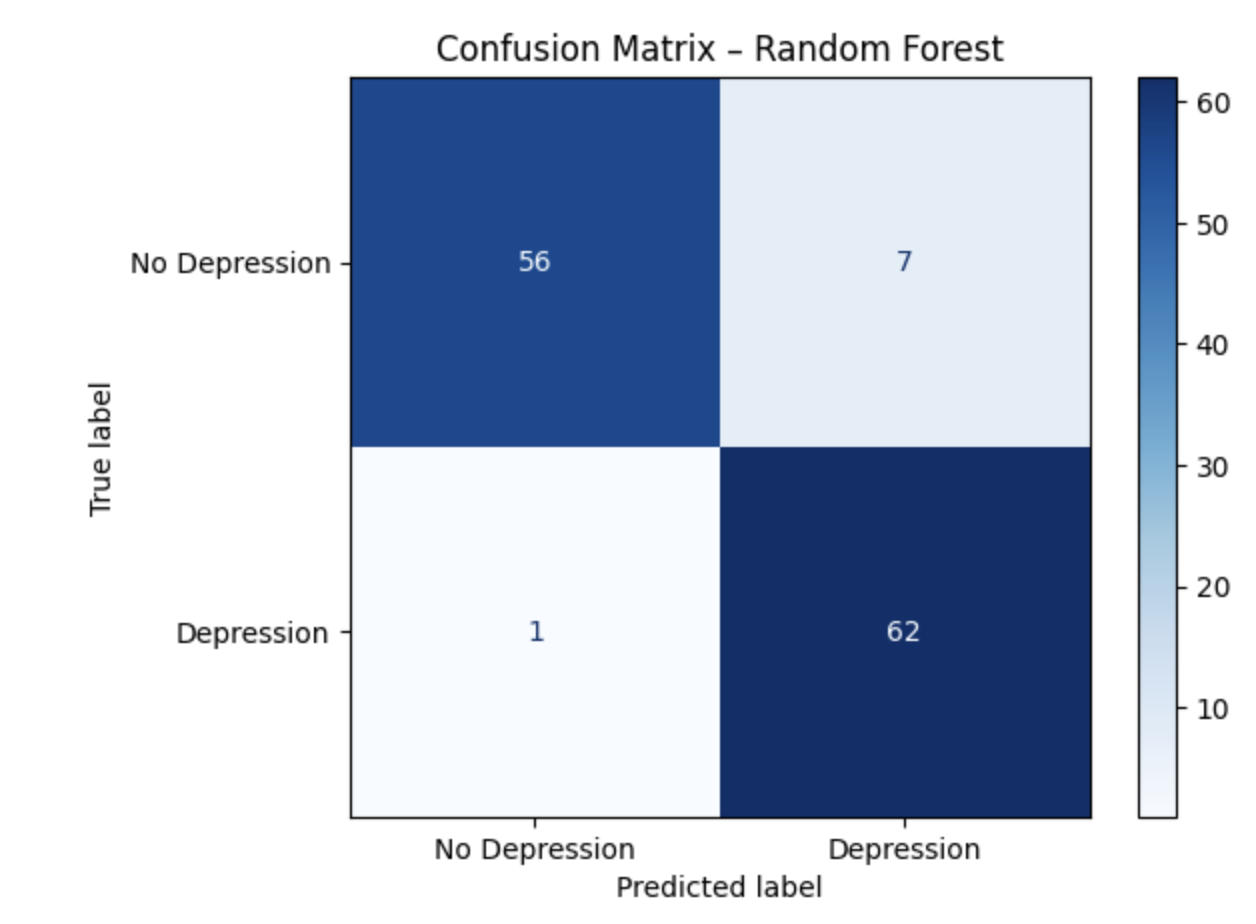 Confusion Matrix – Random Forest
60
50
40
30
20
10
True label
No Depression
56
7
Depression
1
62
No Depression
Depression
Predicted label